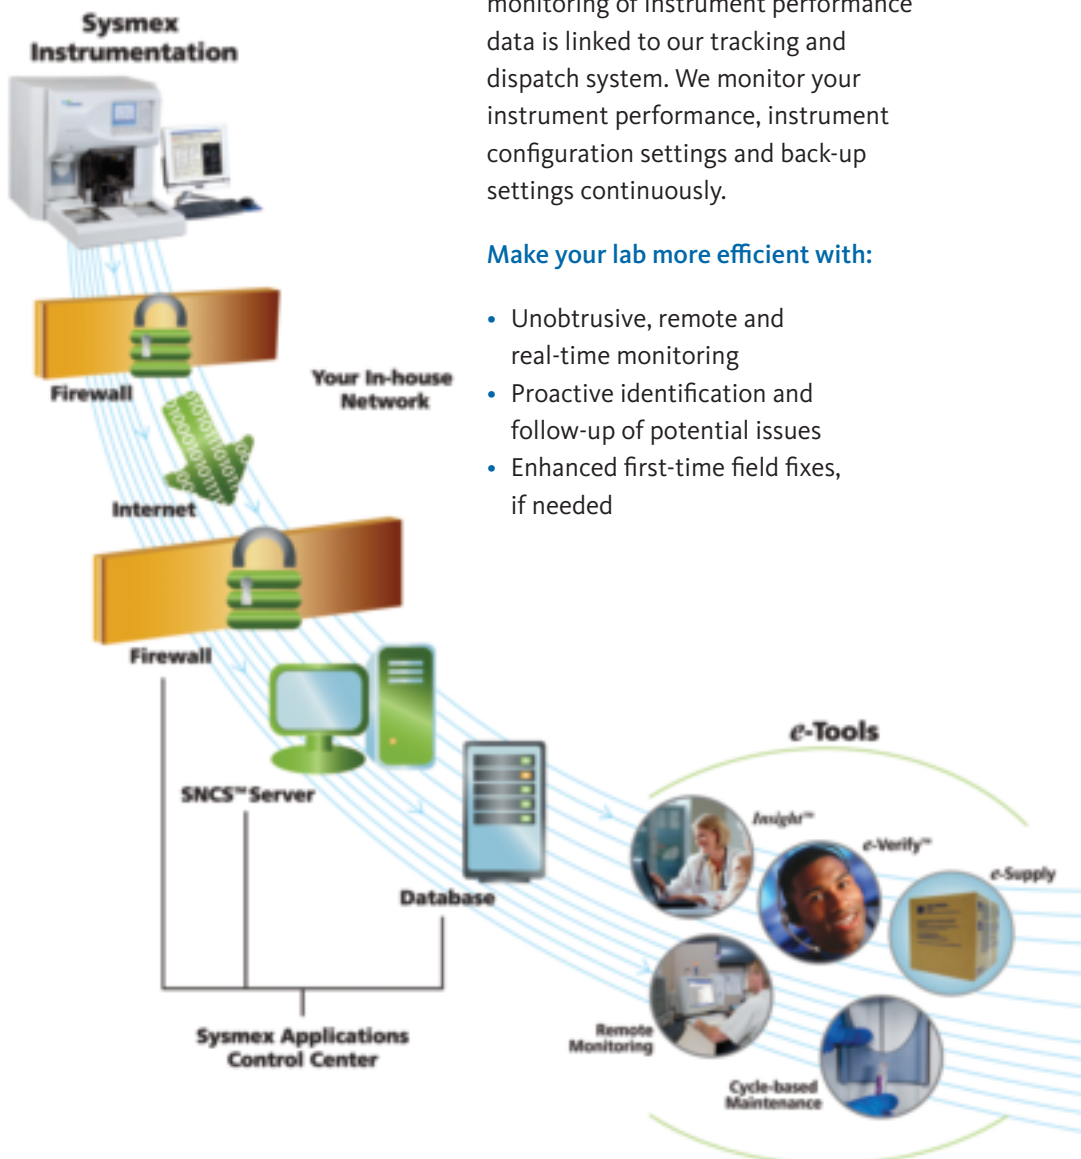 Sysmex
Instrumentation
monitoring of instrument performance
data is linked to our tracking and
dispatch system. We monitor your
instrument performance, instrument
configuration settings and back-up
settings continuously.
Make your lab more efficient with:
• Unobtrusive, remote and
real-time monitoring
• Proactive identification and
follow-up of potential issues
• Enhanced first-time field fixes,
if needed
Firewall
Your In-house
Network
Internet
Firewall
SNCS™ Server
Database
Sysmex Applications
Control Center
e-Tools
Insight™
e-Verify™
e-Supply
Remote
Monitoring
Cycle-based
Maintenance